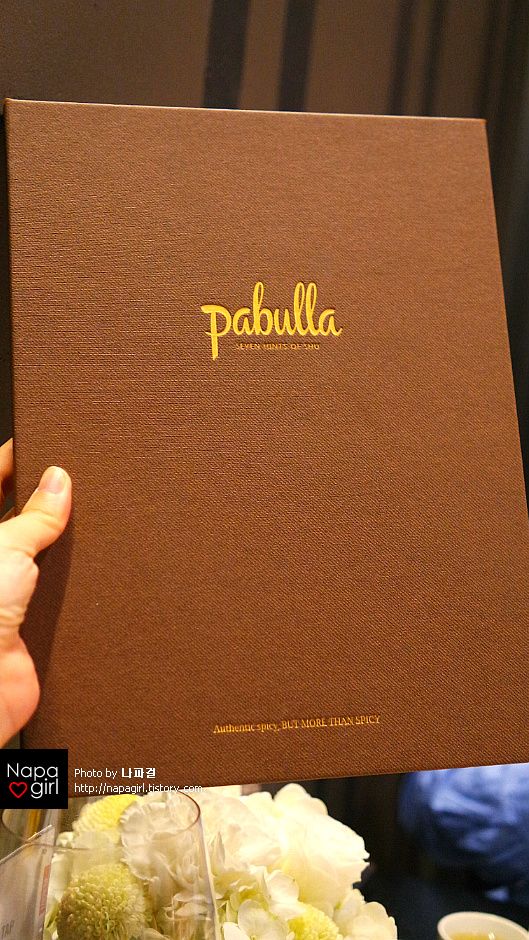 pabulla
SEVEN HINTS OF SHU
Authentic spicy, BUT MORE THAN SPICY
Napa
girl
Photo by 나파걸
http://napagirl.tistory.com
TAP